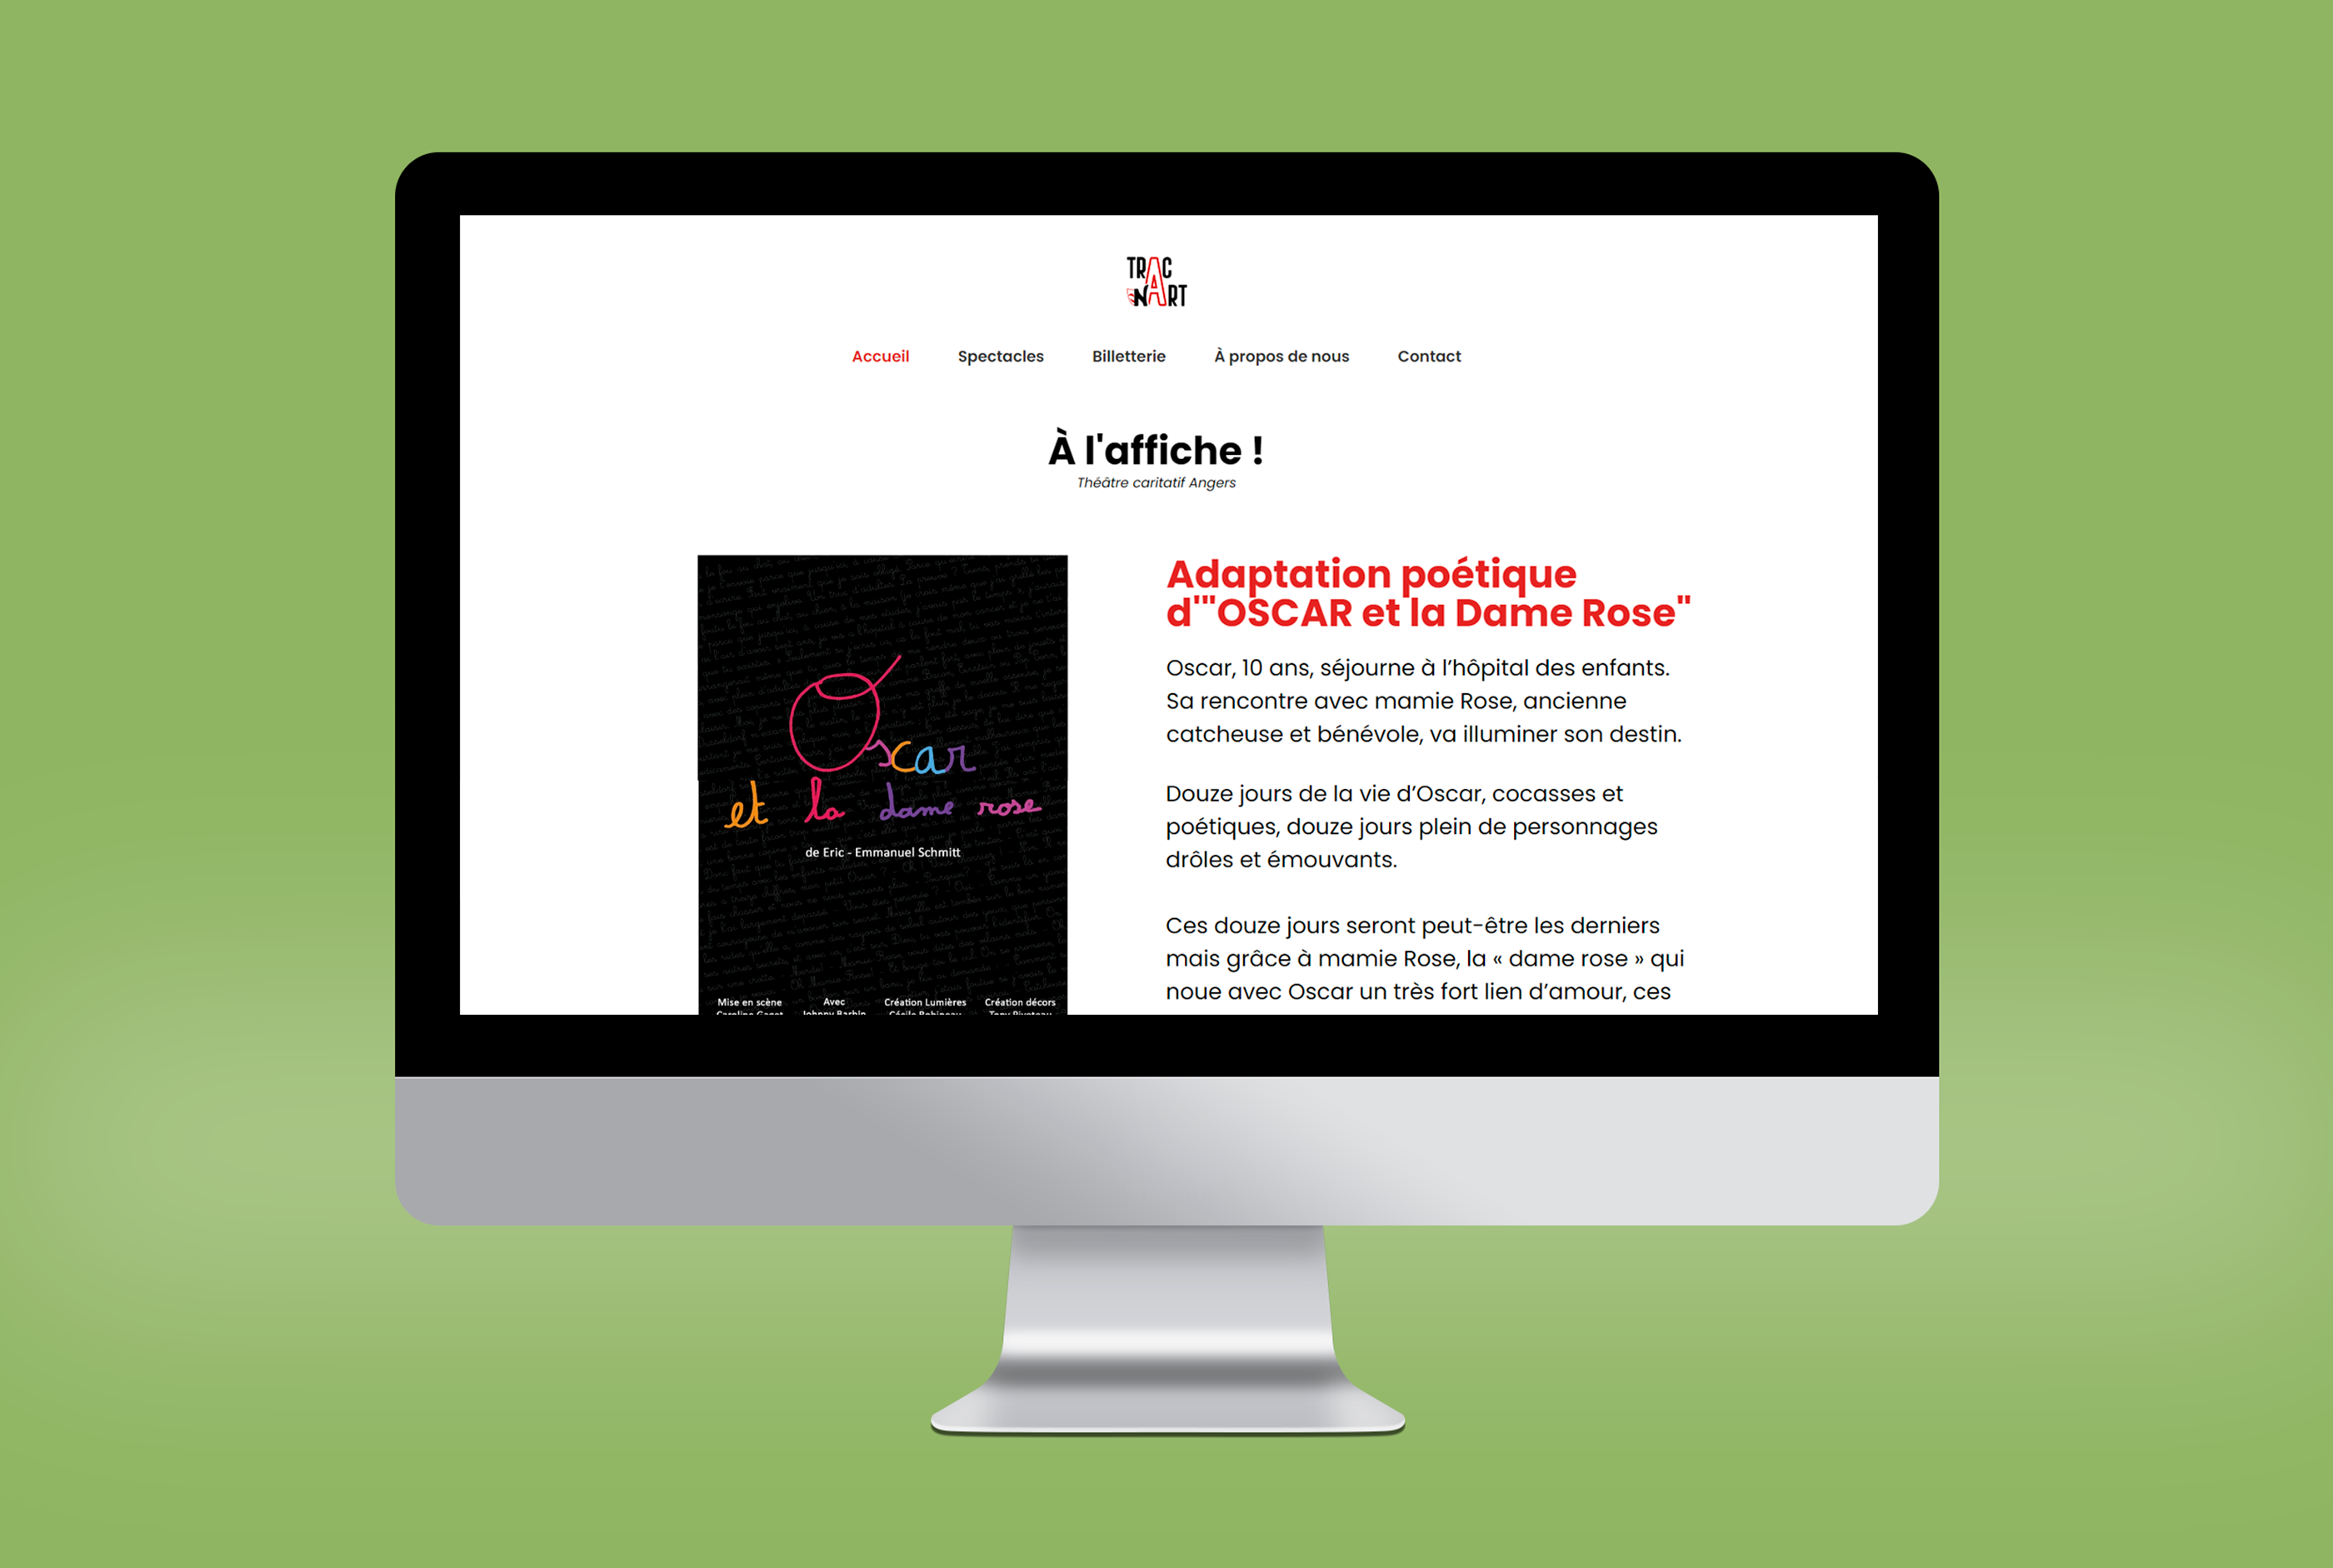 TRAC
N ART
Accueil Spectacles Billetterie À propos de nous Contact
À l'affiche !
Théâtre caritatif Angers
Oscar
et la dame rose
de Eric - Emmanuel Schmitt
Mise en scène Avec Création Lumières Création décors
Adaptation poétique
d'"OSCAR et la Dame Rose"
Oscar, 10 ans, séjourne à l’hôpital des enfants.
Sa rencontre avec mamie Rose, ancienne
catcheuse et bénévole, va illuminer son destin.
Douze jours de la vie d’Oscar, cocasses et
poétiques, douze jours plein de personnages
drôles et émouvants.
Ces douze jours seront peut-être les derniers
mais grâce à mamie Rose, la « dame rose » qui
noue avec Oscar un très fort lien d’amour, ces